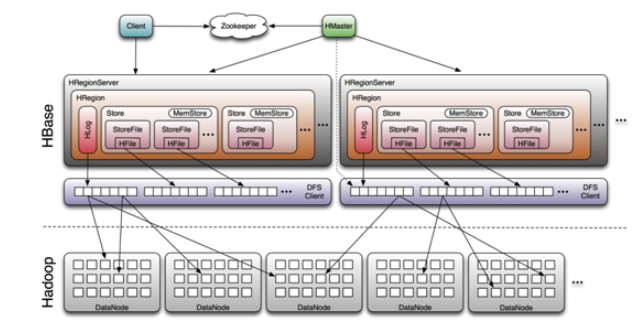 Client
Zookeeper
HMaster
HBase
HRegionServer
HRegion
HLog
Store
MemStore
StoreFile
HFile
StoreFile
HFile
...
Store
MemStore
StoreFile
HFile
...
...
HRegionServer
HRegion
HLog
Store
MemStore
StoreFile
HFile
StoreFile
HFile
...
Store
MemStore
StoreFile
HFile
...
...
...
...
DFS
Client
...
DFS
Client
Hadoop
DataNode
DataNode
DataNode
DataNode
DataNode
...